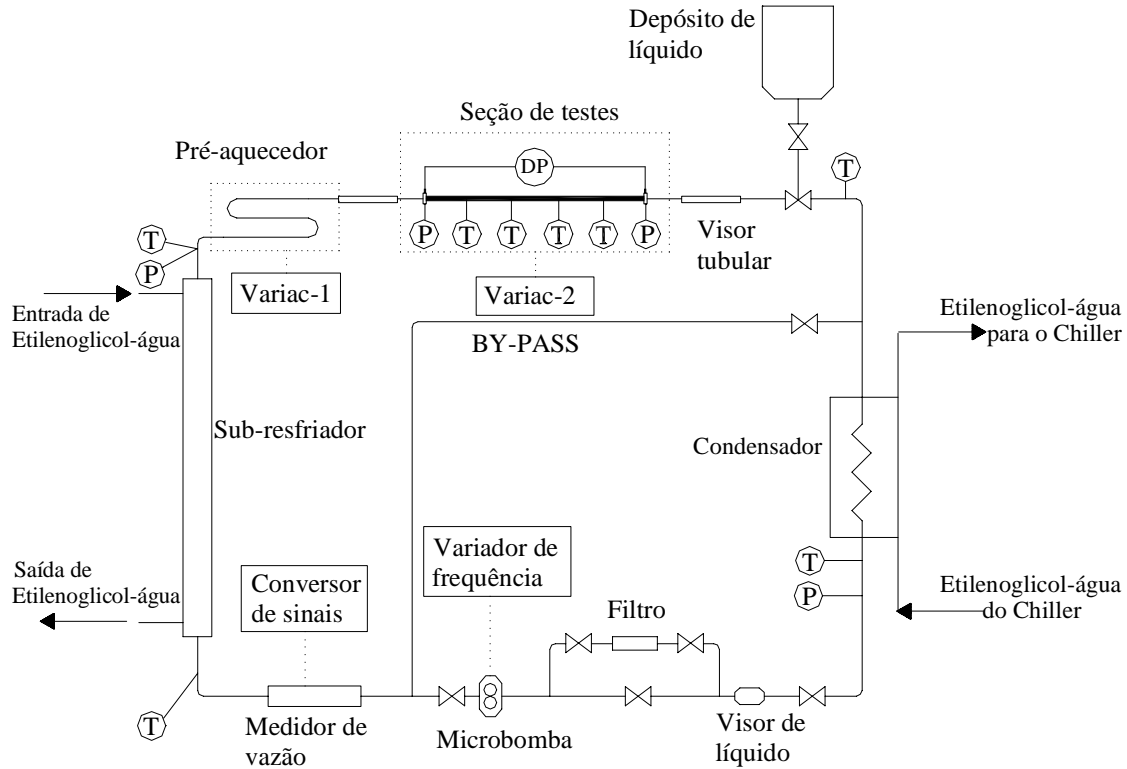 Depósito de
líquido
Seção de testes
Pré-aquecedor
DP
T
T
P
T
T
T
T
P
P
Visor
tubular
Variac-1
Variac-2
Entrada de
Etilenoglicol-água
BY-PASS
Etilenoglicol-água
para o Chiller
Sub-resfriador
Condensador
Variador de
frequência
Saída de
Etilenoglicol-água
Conversor
de sinais
T
P
Etilenoglicol-água
do Chiller
Filtro
T
Medidor de
vazão
Microbomba
Visor de
líquido